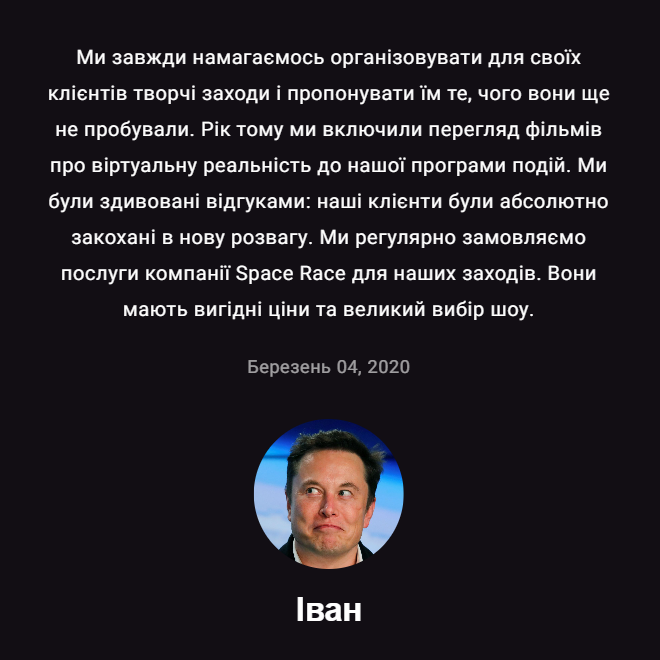 Ми завжди намагаємось організовувати для своїх
клієнтів творчі заходи і пропонувати їм те, чого вони ще
не пробували. Рік тому ми включили перегляд фільмів
про віртуальну реальність до нашої програми подій. Ми
були здивовані відгуками: наші клієнти були абсолютно
закохані в нову розвагу. Ми регулярно замовляємо
послуги компанії Space Race для наших заходів. Вони
мають вигідні ціни та великий вибір шоу.
Березень 04, 2020
Іван